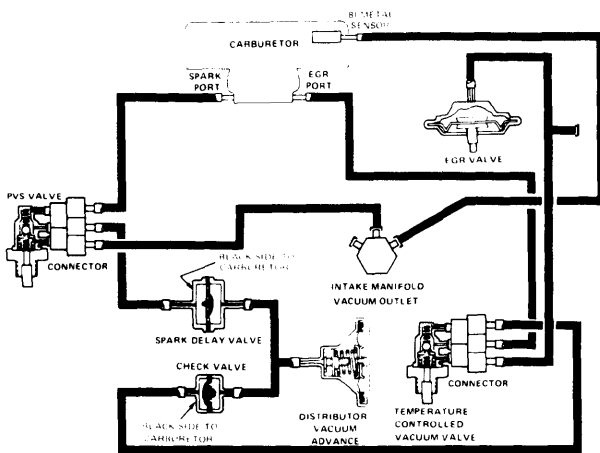 BI METAL
SENSOR
CARBURETOR
SPARK
PORT
EGR
PORT
EGR VALVE
PVS VALVE
CONNECTOR
BLACK SIDE TO
CARBURETOR
INTAKE MANIFOLD
VACUUM OUTLET
SPARK DELAY VALVE
CHECK VALVE
CONNECTOR
BLACK SIDE TO
CARBURETOR
DISTRIBUTOR
VACUUM
ADVANCE
TEMPERATURE
CONTROLLED
VACUUM VALVE